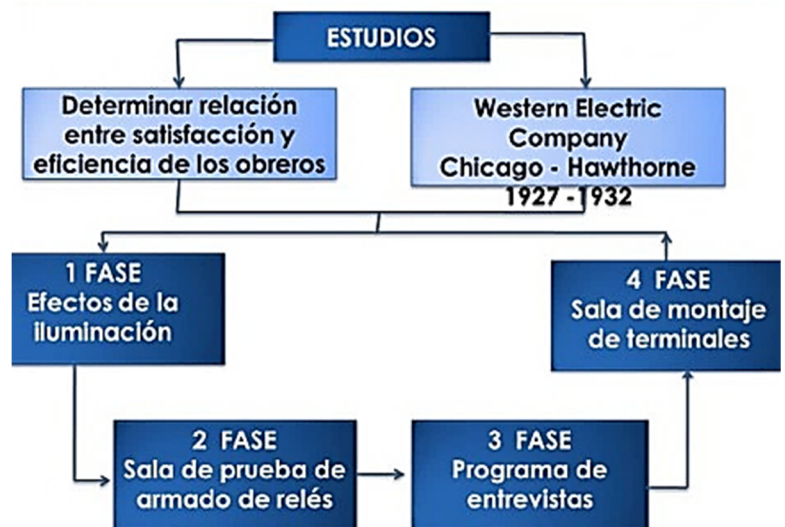 ESTUDIOS
Determinar relación
entre satisfacción y
eficiencia de los obreros
Western Electric
Company
Chicago - Hawthorne
1927 -1932
1 FASE
Efectos de la
iluminación
4 FASE
Sala de montaje
de terminales
2 FASE
Sala de prueba de
armado de relés
3 FASE
Programa de
entrevistas